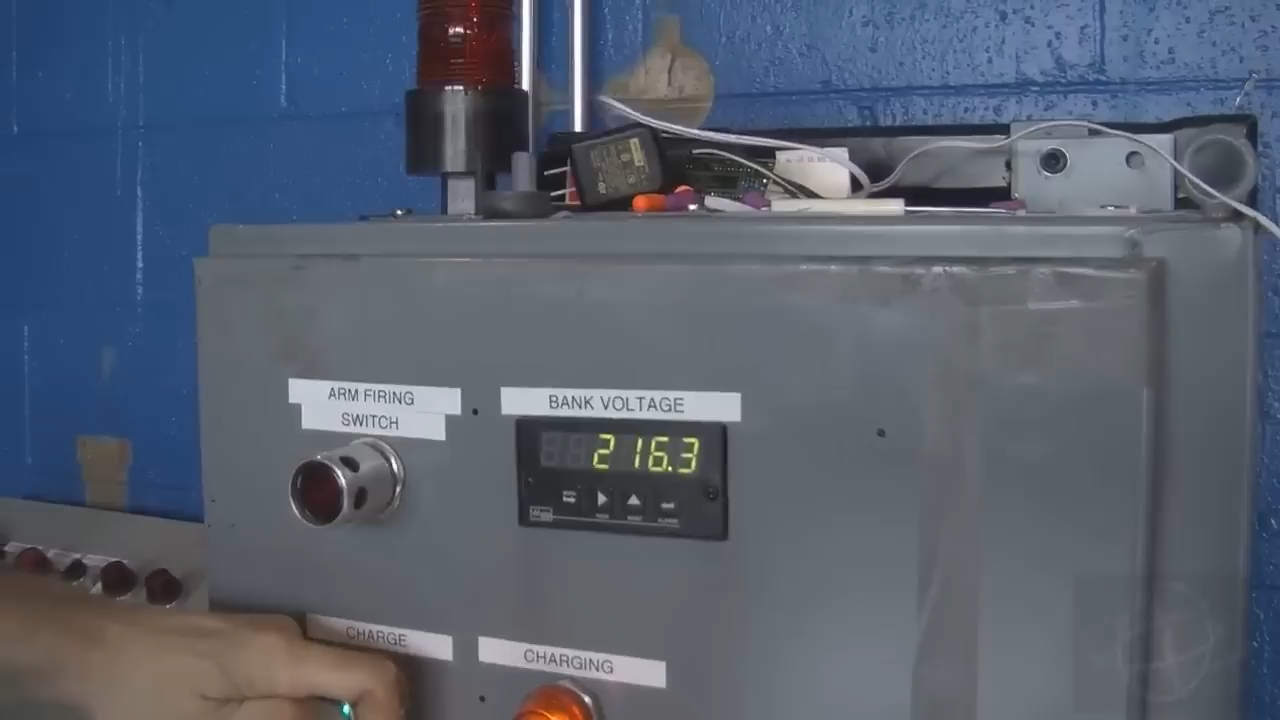 ARM FIRING
SWITCH
BANK VOLTAGE
216.3
CHARGE
CHARGING